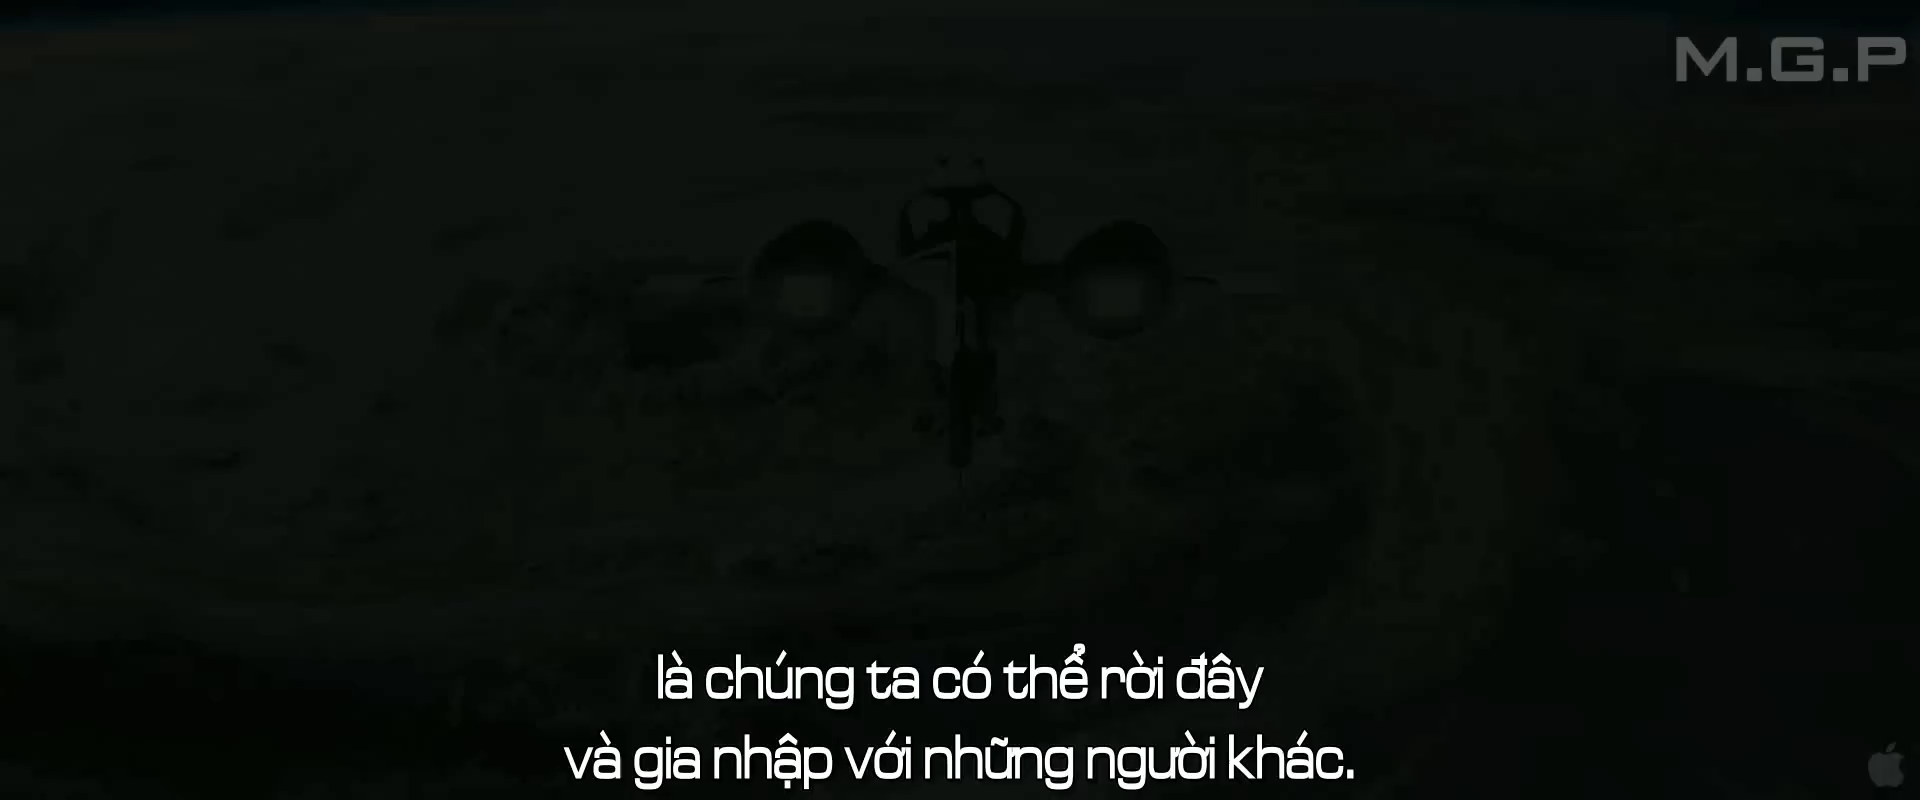 M.G.P
là chúng ta có thể rời đây
và gia nhập với những người khác.